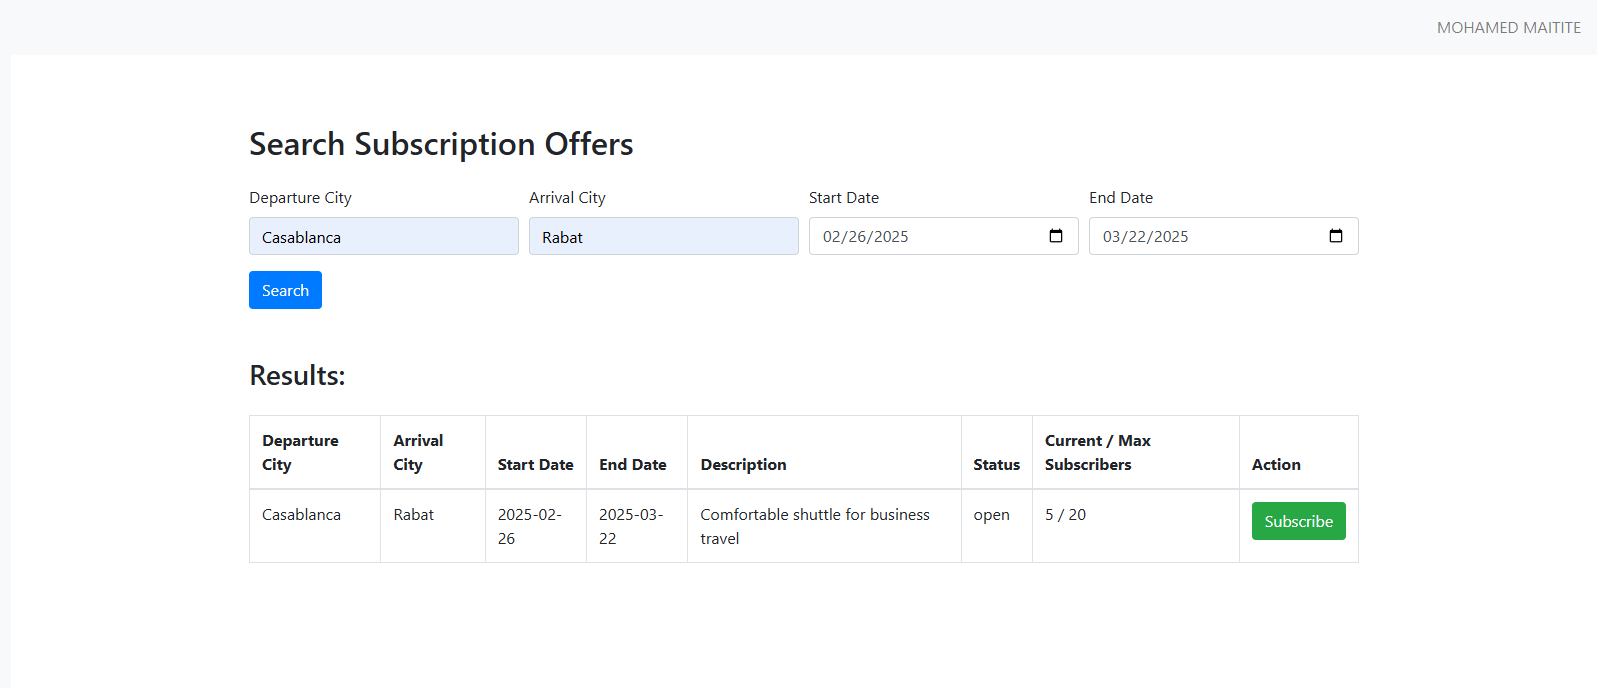 MOHAMED MAITITE
Search Subscription Offers
Departure City Arrival City Start Date End Date
Casablanca Rabat 02/26/2025 03/22/2025
Search
Results:
Departure City Arrival City Start Date End Date Description Status Current / Max Subscribers Action
Casablanca Rabat 2025-02-26 2025-03-22 Comfortable shuttle for business travel open 5 / 20 Subscribe